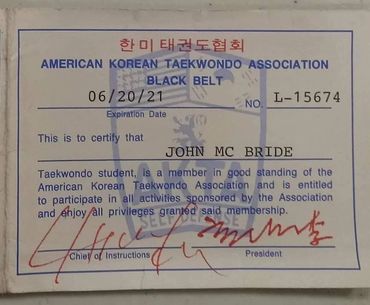 한미태권도협회
AMERICAN KOREAN TAEKWONDO ASSOCIATION
BLACK BELT
06/20/21 NO. L-15674
Expiration Date
This is to certify that
JOHN MC BRIDE
Taekwondo student, is a member in good standing of the
American Korean Taekwondo Association and is entitled
to participate in all activities sponsored by the Association
and enjoy all privileges granted said membership.
AKTA
SELF DEFENSE
Chief of Instructions President